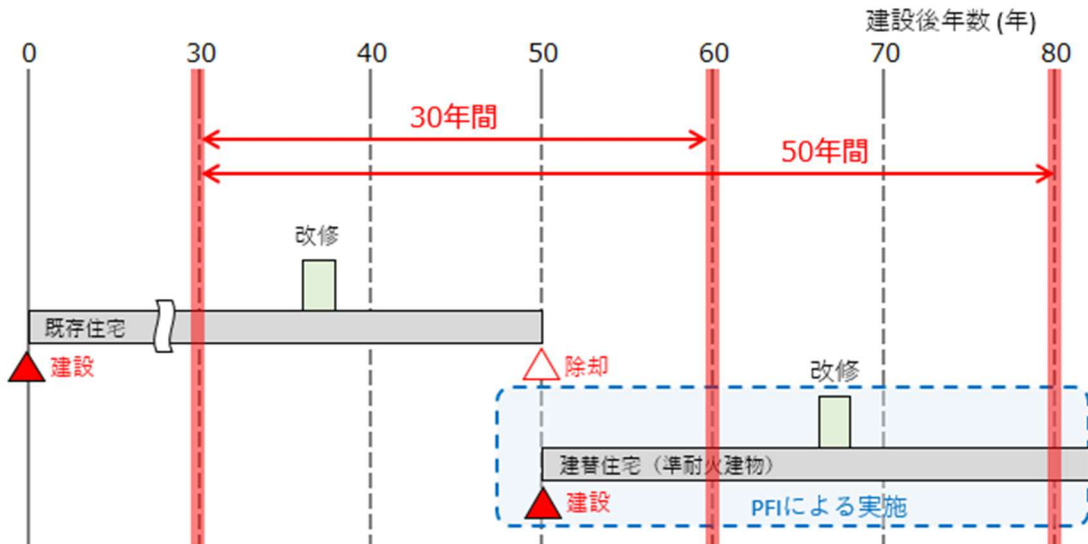 建設後年数 (年)
0
30
40
50
60
70
80
30年間
50年間
改修
既存住宅
建設
除却
改修
建替住宅（準耐火建物）
建設
PFIによる実施